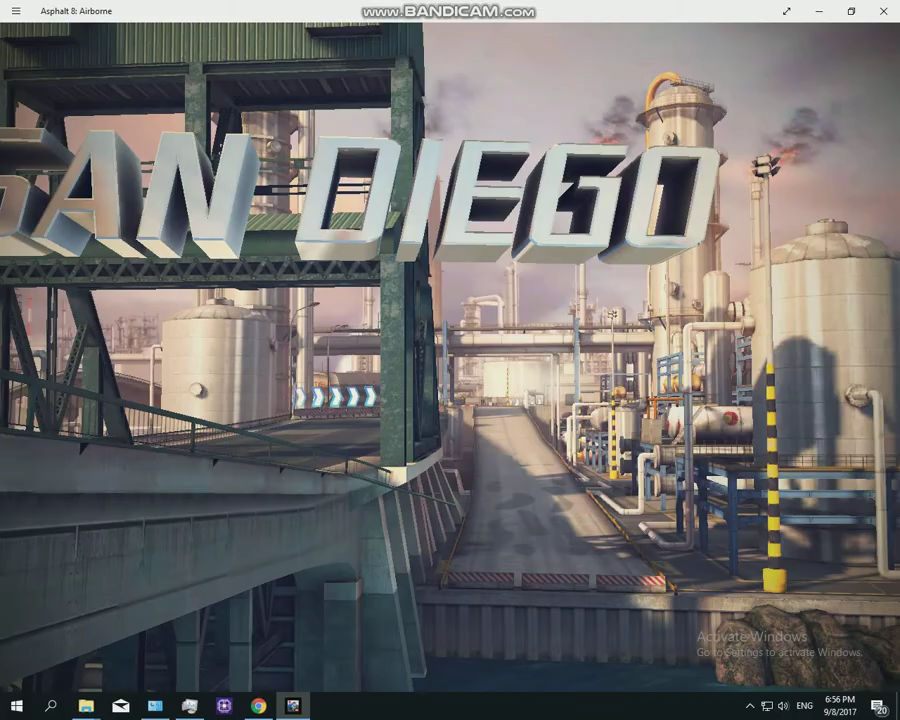 Asphalt 8: Airborne
www.BANDICAM.com
SAN DIEGO
Activate Windows
Go to Settings to activate Windows.
ENG
6:56 PM
9/8/2017
20